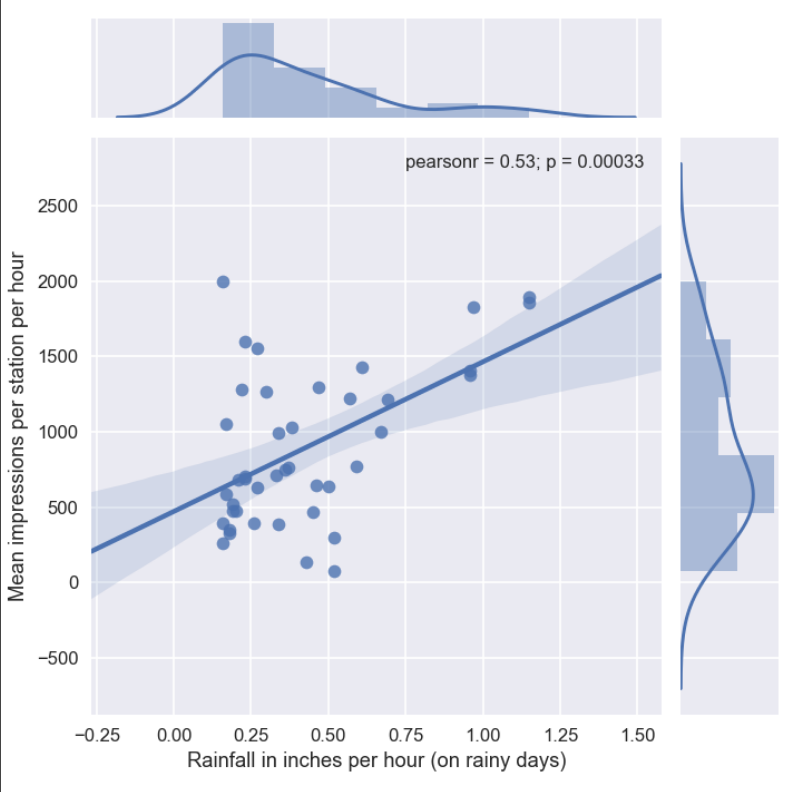 pearsonr = 0.53; p = 0.00033
2500
2000
1500
1000
500
0
−500
Mean impressions per station per hour
−0.25 0.00 0.25 0.50 0.75 1.00 1.25 1.50
Rainfall in inches per hour (on rainy days)